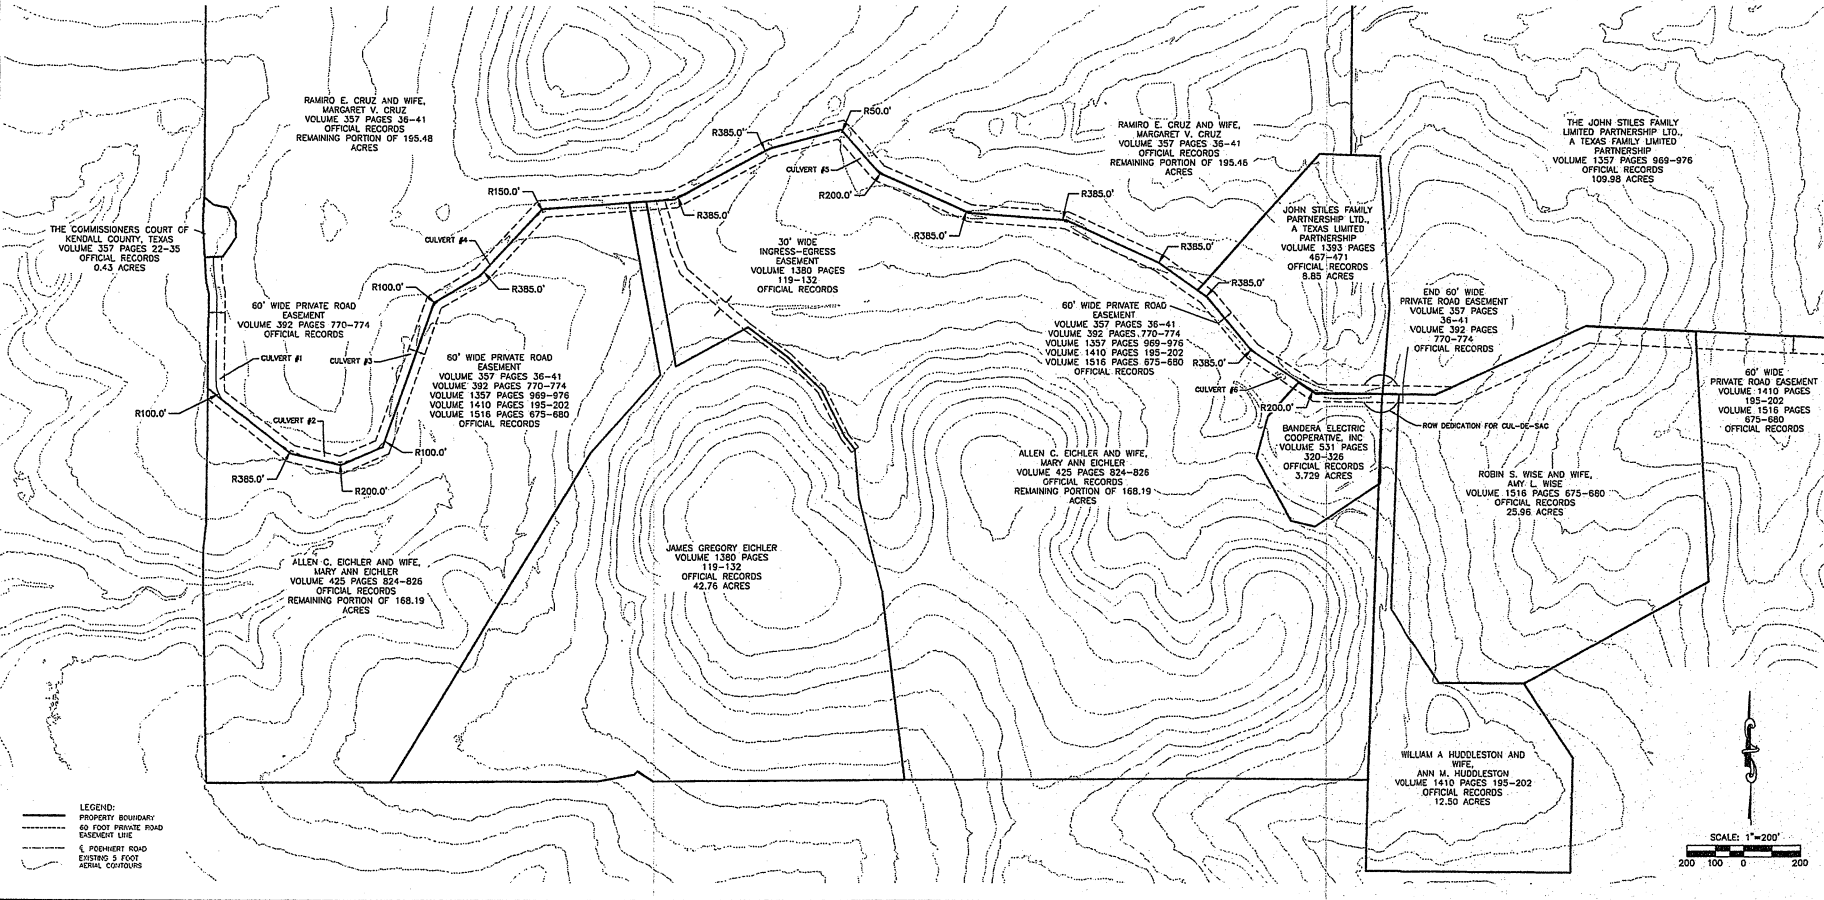 RAMIRO E. CRUZ AND WIFE,
MARGARET V. CRUZ
VOLUME 357 PAGES 36-41
OFFICIAL RECORDS
REMAINING PORTION OF 195.48
ACRES
THE COMMISSIONERS COURT OF
KENDALL COUNTY, TEXAS
VOLUME 357 PAGES 22-35
OFFICIAL RECORDS
0.43 ACRES
60' WIDE PRIVATE ROAD
EASEMENT
VOLUME 392 PAGES 770-774
OFFICIAL RECORDS
CULVERT #1
CULVERT #2
CULVERT #3
CULVERT #4
R100.0'
R385.0'
R200.0'
R100.0'
R100.0'
R385.0'
R150.0'
60' WIDE PRIVATE ROAD
EASEMENT
VOLUME 357 PAGES 36-41
VOLUME 392 PAGES 770-774
VOLUME 1357 PAGES 969-976
VOLUME 1410 PAGES 195-202
VOLUME 1516 PAGES 675-680
OFFICIAL RECORDS
ALLEN C. EICHLER AND WIFE,
MARY ANN EICHLER
VOLUME 425 PAGES 824-826
OFFICIAL RECORDS
REMAINING PORTION OF 168.19
ACRES
R385.0'
R385.0'
R50.0'
CULVERT #5
R200.0'
R385.0'
R385.0'
R385.0'
R385.0'
30' WIDE
INGRESS-EGRESS
EASEMENT
VOLUME 1380 PAGES
119-132
OFFICIAL RECORDS
JAMES GREGORY EICHLER
VOLUME 1380 PAGES
119-132
OFFICIAL RECORDS
42.76 ACRES
RAMIRO E. CRUZ AND WIFE,
MARGARET V. CRUZ
VOLUME 357 PAGES 36-41
OFFICIAL RECORDS
REMAINING PORTION OF 195.46
ACRES
60' WIDE PRIVATE ROAD
EASEMENT
VOLUME 357 PAGES 36-41
VOLUME 392 PAGES 770-774
VOLUME 1357 PAGES 969-976
VOLUME 1410 PAGES 195-202
VOLUME 1516 PAGES 675-680
OFFICIAL RECORDS
R385.0'
CULVERT #6
R200.0'
ALLEN C. EICHLER AND WIFE,
MARY ANN EICHLER
VOLUME 425 PAGES 824-826
OFFICIAL RECORDS
REMAINING PORTION OF 168.19
ACRES
JOHN STILES FAMILY
PARTNERSHIP LTD.,
A TEXAS LIMITED
PARTNERSHIP
VOLUME 1393 PAGES
467-471
OFFICIAL RECORDS
8.85 ACRES
BANDERA ELECTRIC
COOPERATIVE, INC
VOLUME 531 PAGES
320-326
OFFICIAL RECORDS
3.729 ACRES
THE JOHN STILES FAMILY
LIMITED PARTNERSHIP LTD.,
A TEXAS FAMILY LIMITED
PARTNERSHIP
VOLUME 1357 PAGES 969-976
OFFICIAL RECORDS
109.98 ACRES
END 60' WIDE
PRIVATE ROAD EASEMENT
VOLUME 357 PAGES
36-41
VOLUME 392 PAGES
770-774
OFFICIAL RECORDS
ROW DEDICATION FOR CUL-DE-SAC
60' WIDE
PRIVATE ROAD EASEMENT
VOLUME 1410 PAGES
195-202
VOLUME 1516 PAGES
675-680
OFFICIAL RECORDS
ROBIN S. WISE AND WIFE,
AMY L. WISE
VOLUME 1516 PAGES 675-680
OFFICIAL RECORDS
25.96 ACRES
WILLIAM A HUDDLESTON AND
WIFE,
ANN M. HUDDLESTON
VOLUME 1410 PAGES 195-202
OFFICIAL RECORDS
12.50 ACRES
LEGEND:
PROPERTY BOUNDARY
60 FOOT PRIVATE ROAD
EASEMENT LINE
℄ POEHNERT ROAD
EXISTING 5 FOOT
AERIAL CONTOURS
SCALE: 1"=200'
200 100 0 200